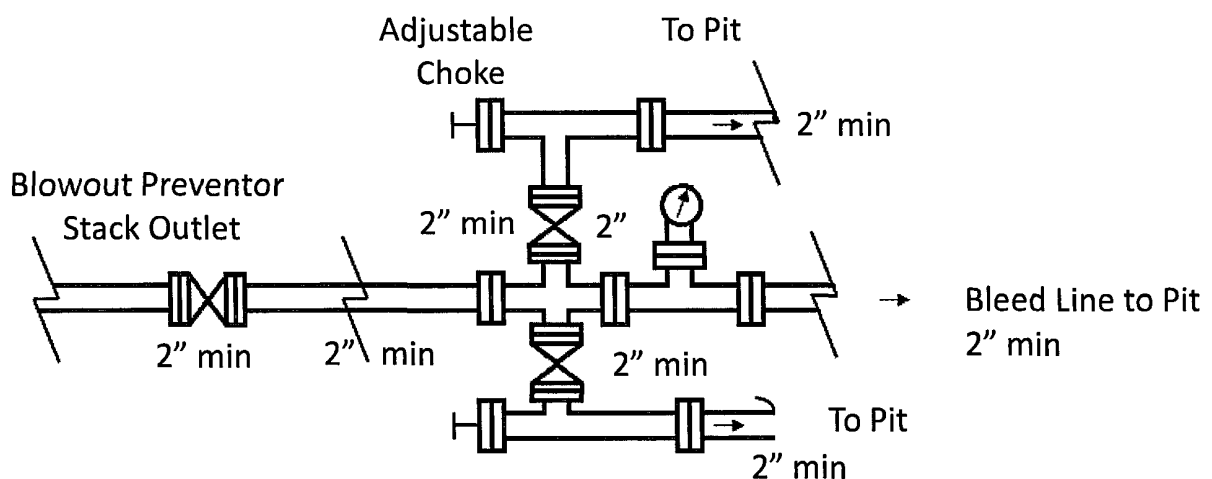 Adjustable
Choke
To Pit
2” min
Blowout Preventor
Stack Outlet
2” min
2”
2” min
2” min
2” min
Bleed Line to Pit
2” min
To Pit
2” min